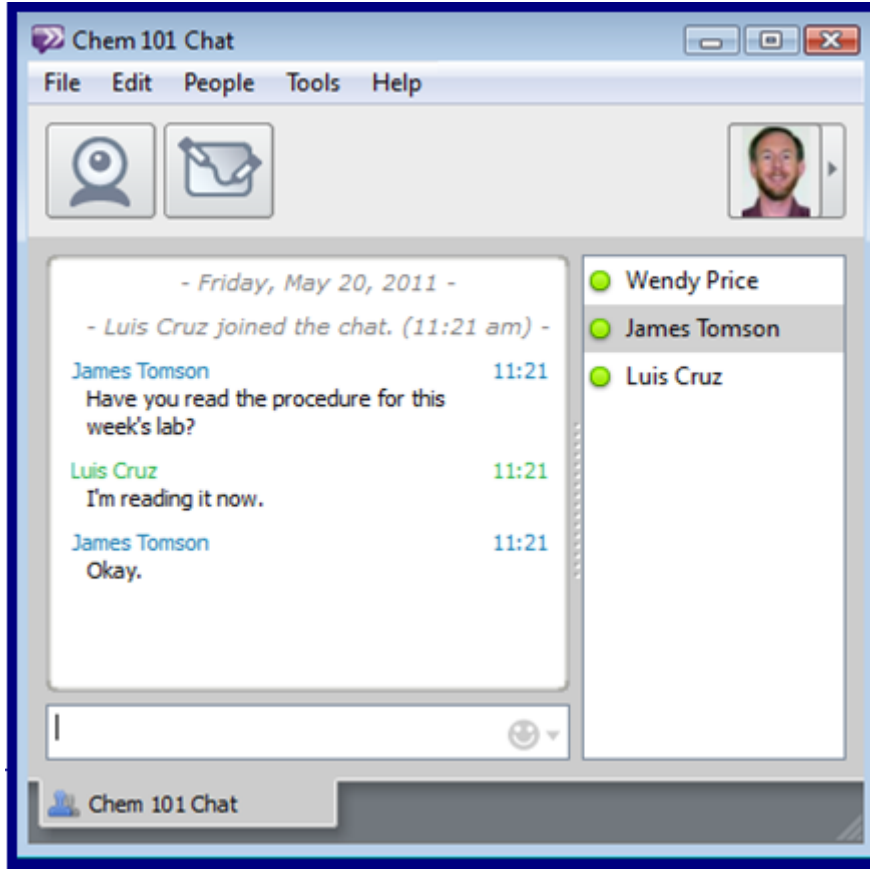 Chem 101 Chat
File Edit People Tools Help
- Friday, May 20, 2011 -
- Luis Cruz joined the chat. (11:21 am) -
James Tomson 11:21
Have you read the procedure for this
week's lab?
Luis Cruz 11:21
I'm reading it now.
James Tomson 11:21
Okay.
Wendy Price
James Tomson
Luis Cruz
Chem 101 Chat